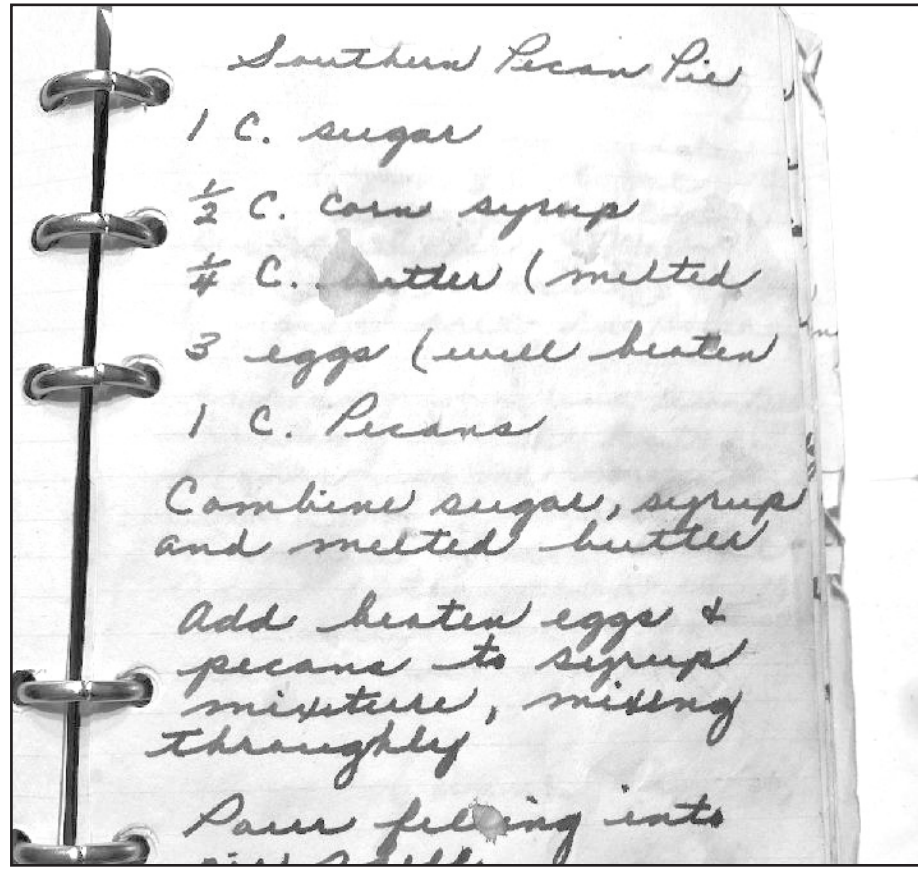 Southern Pecan Pie
1 C. sugar
½ C. corn syrup
¼ C. butter (melted
3 eggs (well beaten
1 C. Pecans
Combine sugar, syrup
and melted butter
Add beaten eggs &
pecans to syrup
mixture, mixing
throughly
Pour filling into